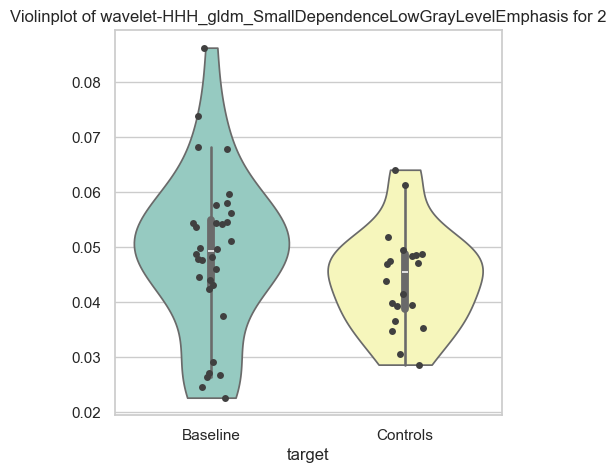 Violinplot of wavelet-HHH_gldm_SmallDependenceLowGrayLevelEmphasis for 2
0.08
0.07
0.06
0.05
0.04
0.03
0.02
Baseline Controls
target